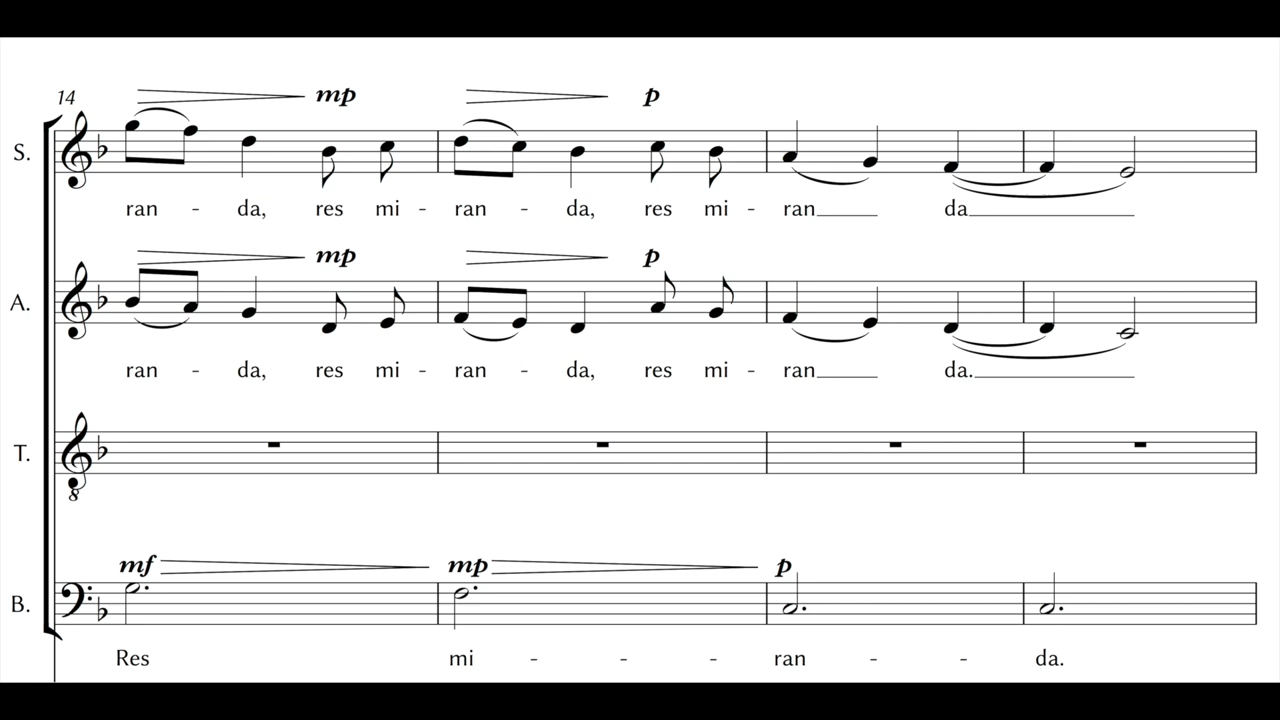 14
mp p
S.
ran - da, res mi - ran - da, res mi - ran da
mp p
A.
ran - da, res mi - ran - da, res mi - ran da.
T.
8
mf mp p
B.
Res mi - - - ran - - da.